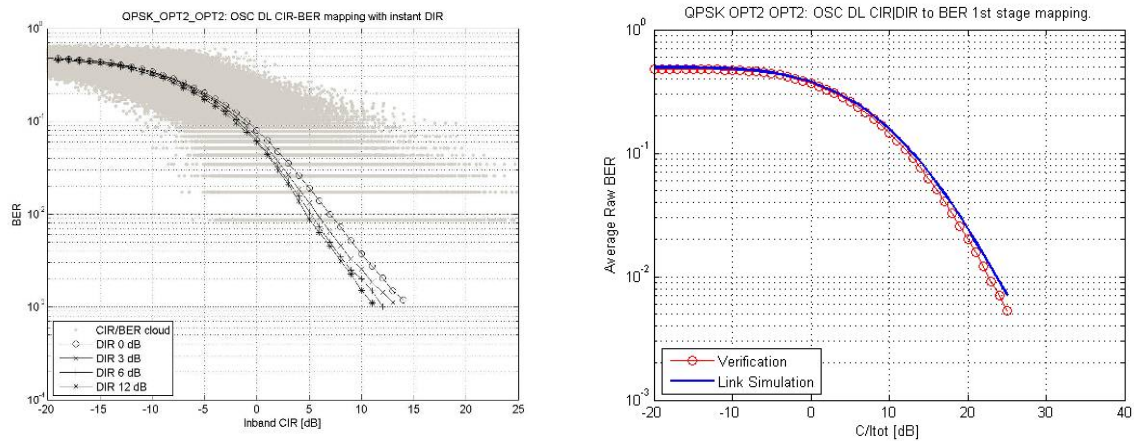 QPSK_OPT2_OPT2: OSC DL CIR-BER mapping with instant DIR
10^0
10^-1
10^-2
10^-3
10^-4
BER
CIR/BER cloud
DIR 0 dB
DIR 3 dB
DIR 6 dB
DIR 12 dB
-20 -15 -10 -5 0 5 10 15 20 25
Inband CIR [dB]
QPSK OPT2 OPT2: OSC DL CIR|DIR to BER 1st stage mapping.
10^0
10^-1
10^-2
10^-3
Average Raw BER
Verification
Link Simulation
-20 -10 0 10 20 30 40
C/Itot [dB]